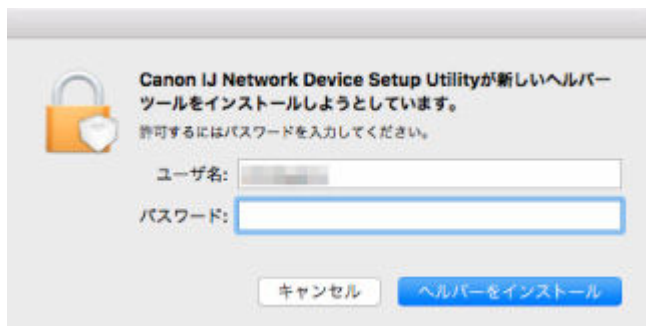 Canon IJ Network Device Setup Utilityが新しいヘルパー
ツールをインストールしようとしています。
許可するにはパスワードを入力してください。
ユーザ名:
パスワード:
キャンセル
ヘルパーをインストール